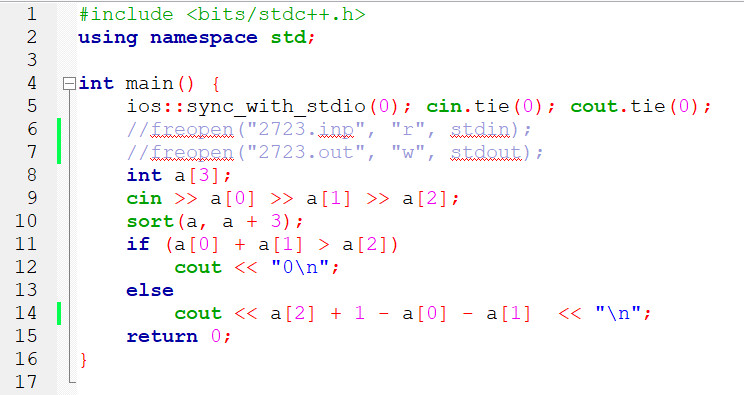 1 #include <bits/stdc++.h>
2 using namespace std;
3
4 int main() {
5     ios::sync_with_stdio(0); cin.tie(0); cout.tie(0);
6     //freopen("2723.inp", "r", stdin);
7     //freopen("2723.out", "w", stdout);
8     int a[3];
9     cin >> a[0] >> a[1] >> a[2];
10     sort(a, a + 3);
11     if (a[0] + a[1] > a[2])
12         cout << "0\n";
13     else
14         cout << a[2] + 1 - a[0] - a[1]  << "\n";
15     return 0;
16 }
17